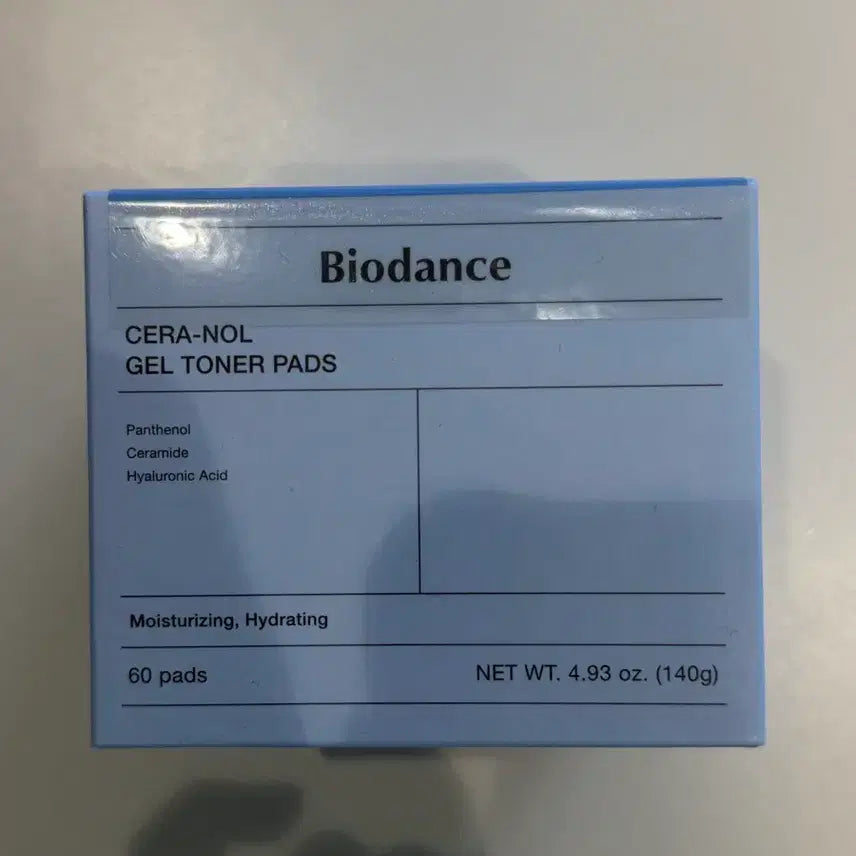 Biodance
CERA-NOL
GEL TONER PADS
Panthenol
Ceramide
Hyaluronic Acid
Moisturizing, Hydrating
60 pads
NET WT. 4.93 oz. (140g)